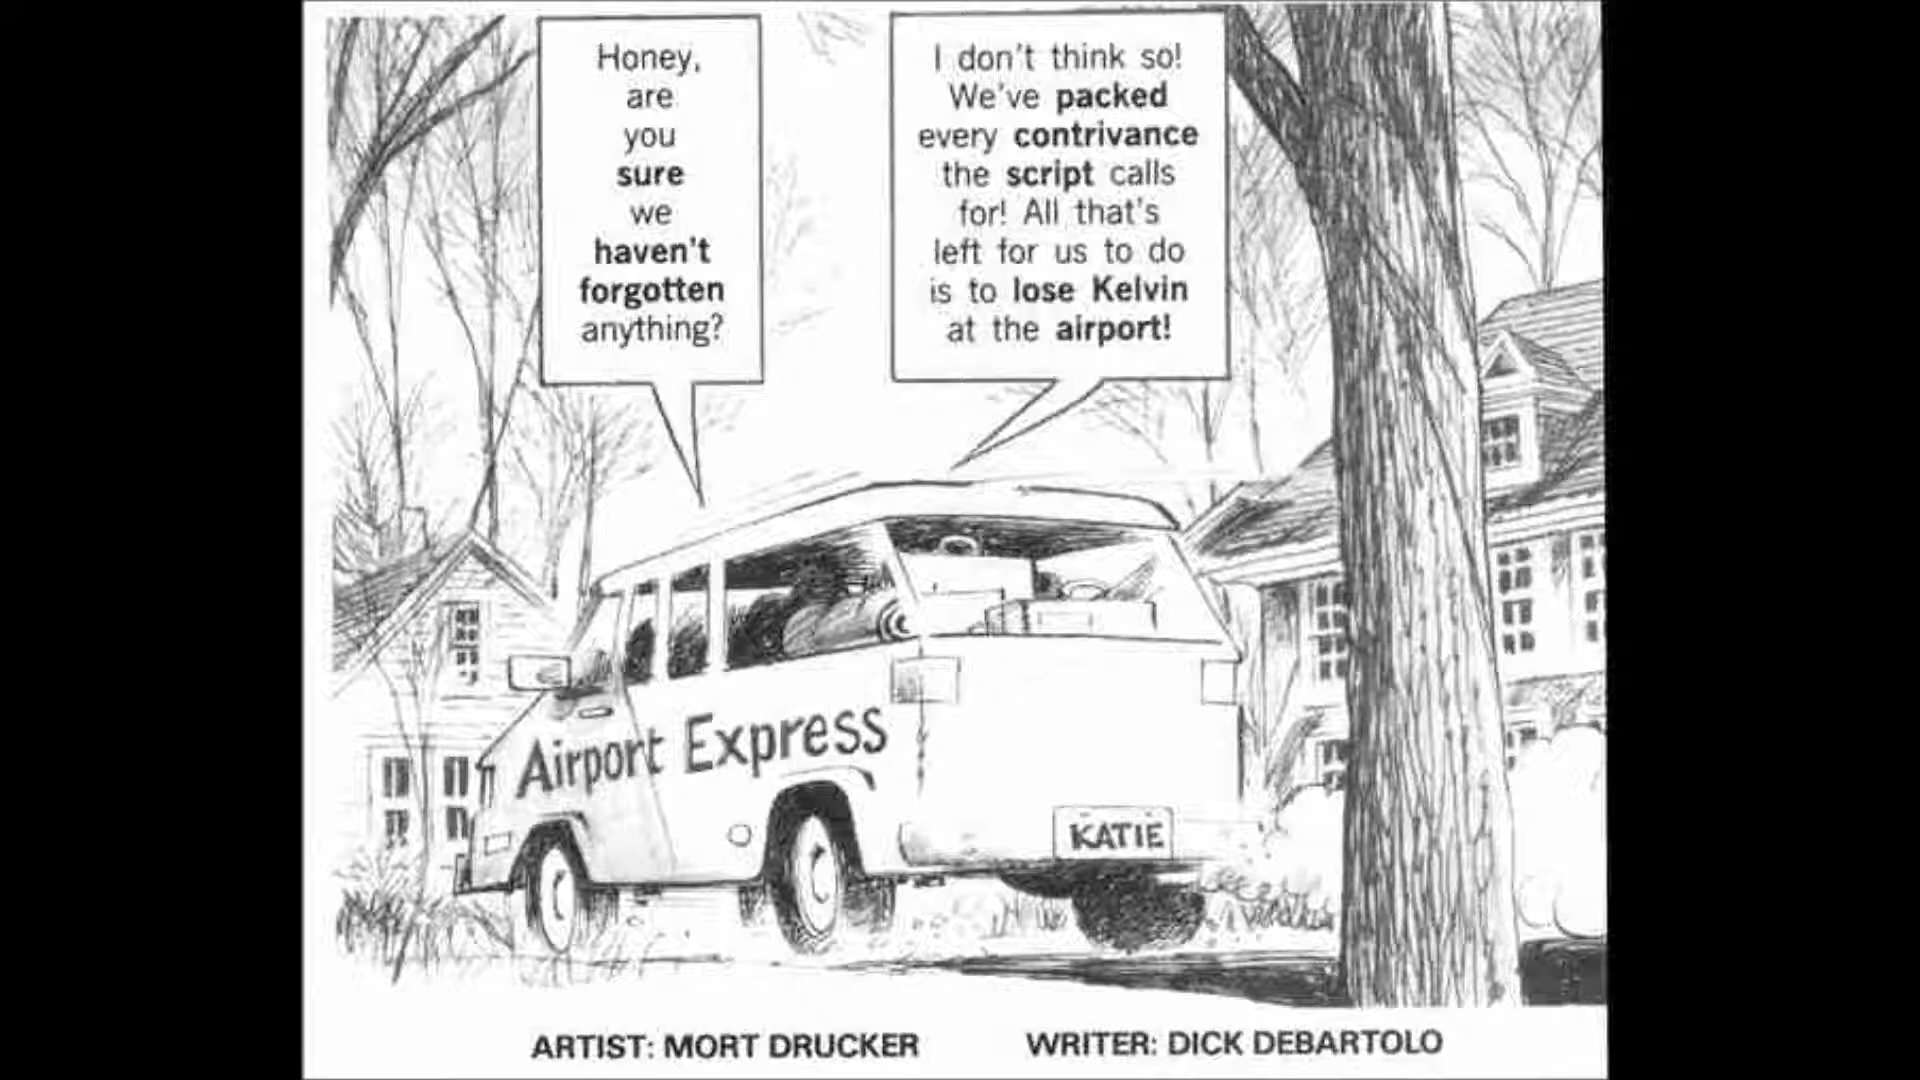 Honey,
are
you
sure
we
haven't
forgotten
anything?
I don't think so!
We've packed
every contrivance
the script calls
for! All that's
left for us to do
is to lose Kelvin
at the airport!
Airport Express
KATIE
ARTIST: MORT DRUCKER
WRITER: DICK DEBARTOLO